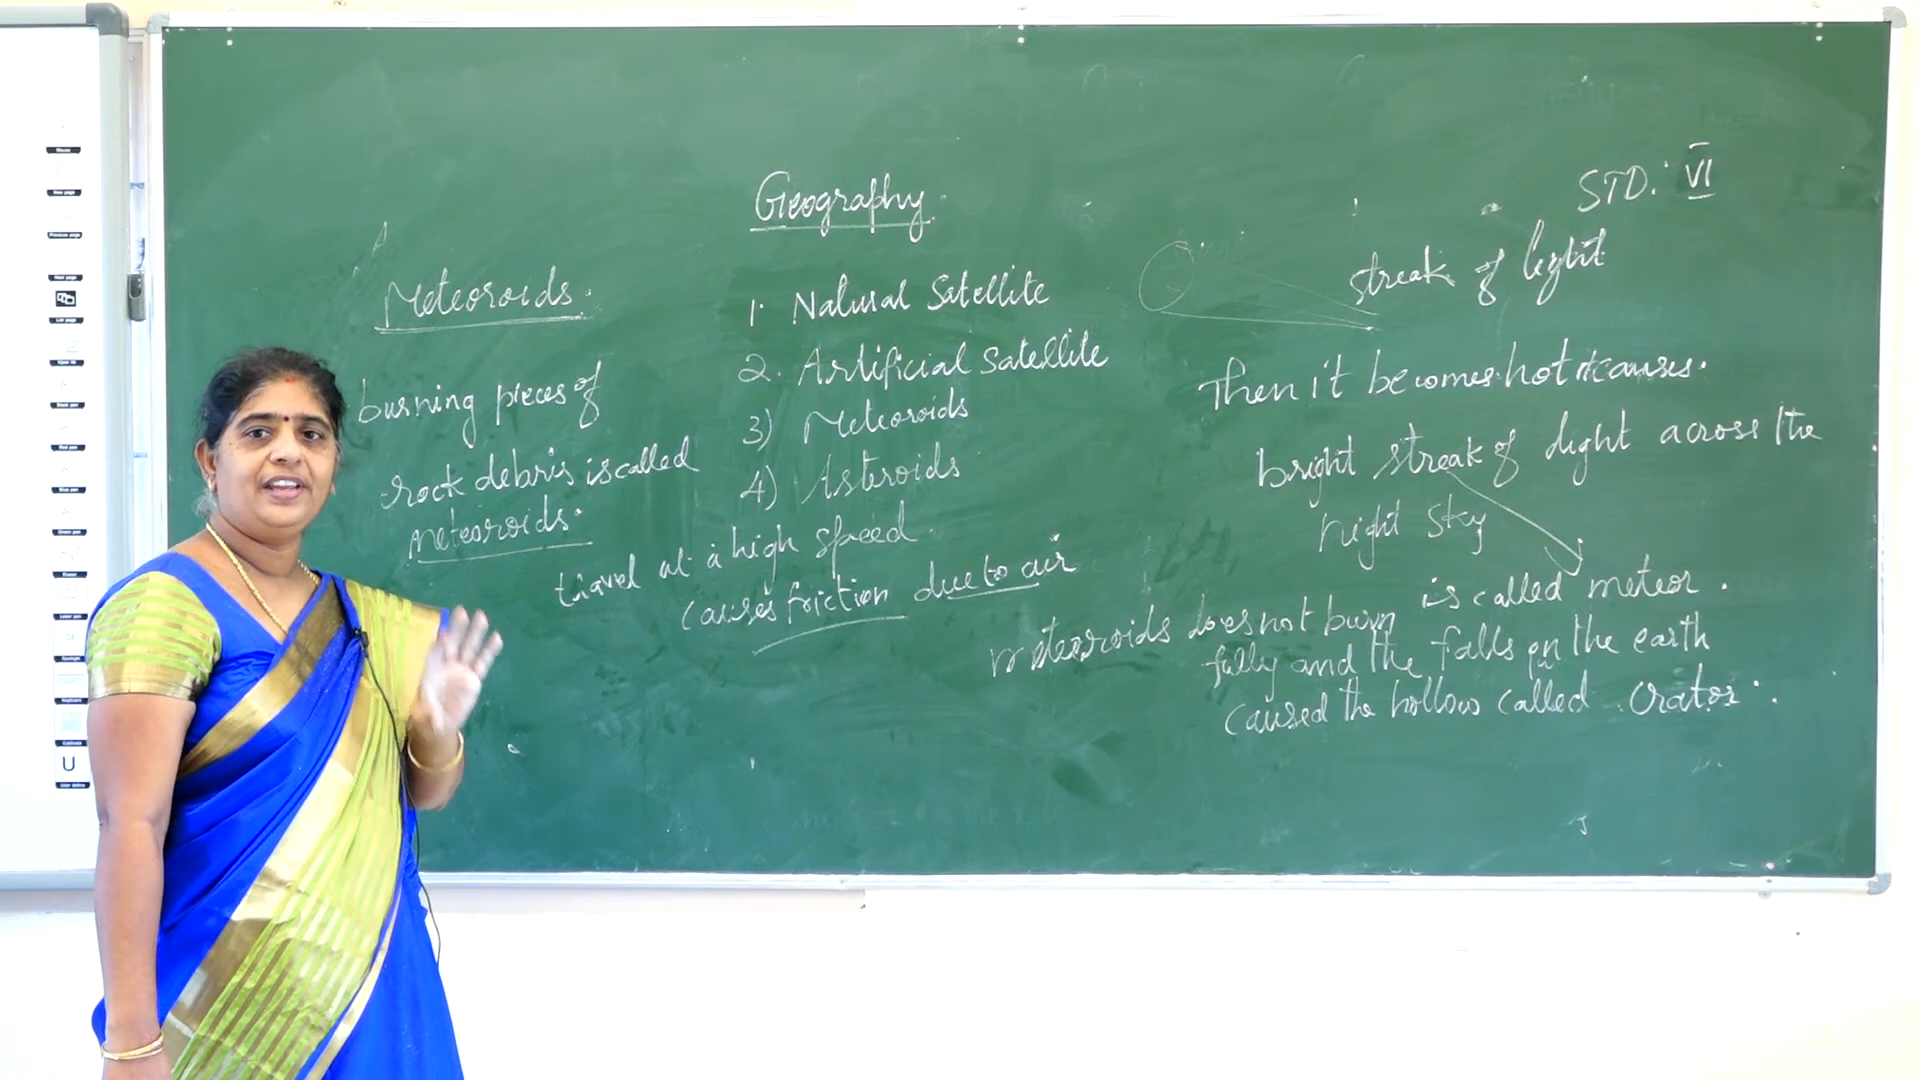 Geography
STD: VI
Meteoroids.
burning pieces of
rock debris is called
meteoroids.
1. Natural Satellite
2. Artificial Satellite
3) Meteoroids
4) Asteroids
travel at a high speed.
causes friction due to air
streak of light
Then it becomes hot causes.
bright streak of light across the
night sky
is called meteor.
meteoroids does not burn
fully and the falls on the earth
caused the hollow called Crator.
U